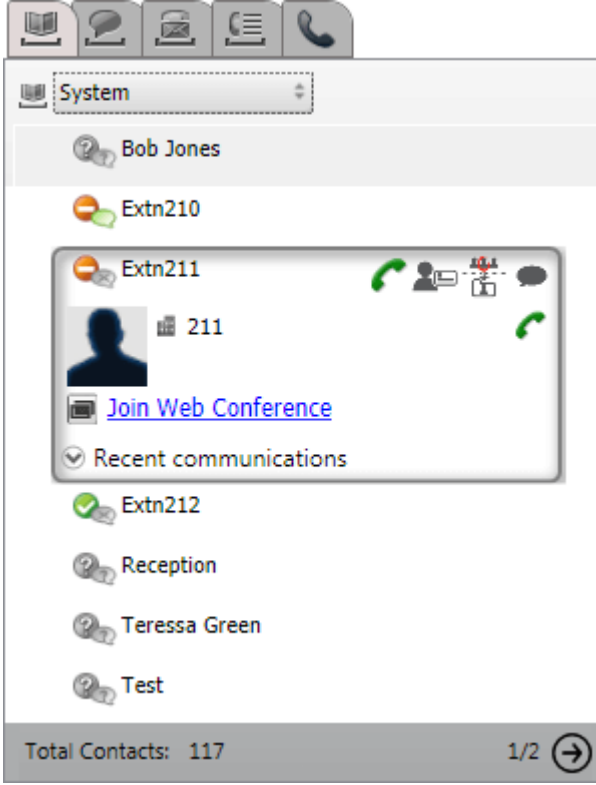 System
Bob Jones
Extn210
Extn211
211
Join Web Conference
Recent communications
Extn212
Reception
Teressa Green
Test
Total Contacts: 117 1/2